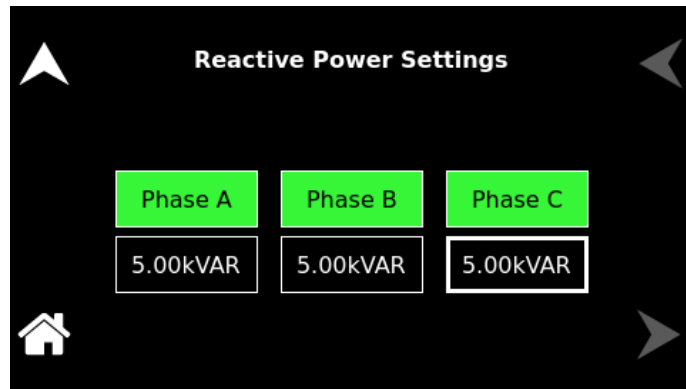 Reactive Power Settings
Phase A Phase B Phase C
5.00kVAR 5.00kVAR 5.00kVAR